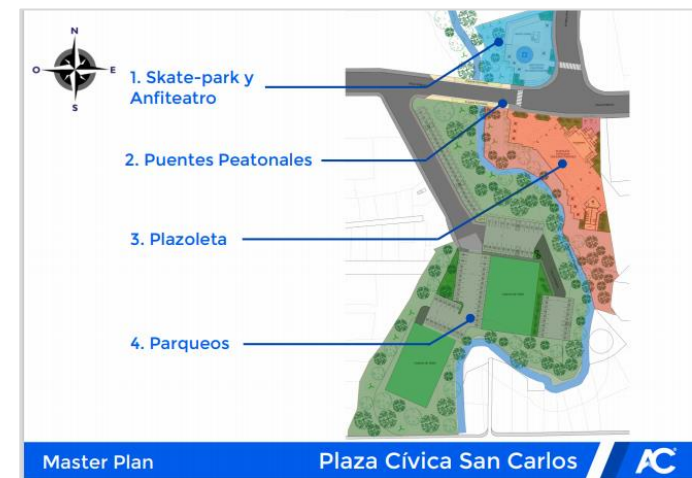 N
O
E
S
1. Skate-park y
Anfiteatro
2. Puentes Peatonales
3. Plazoleta
4. Parqueos
Master Plan
Plaza Cívica San Carlos
AC